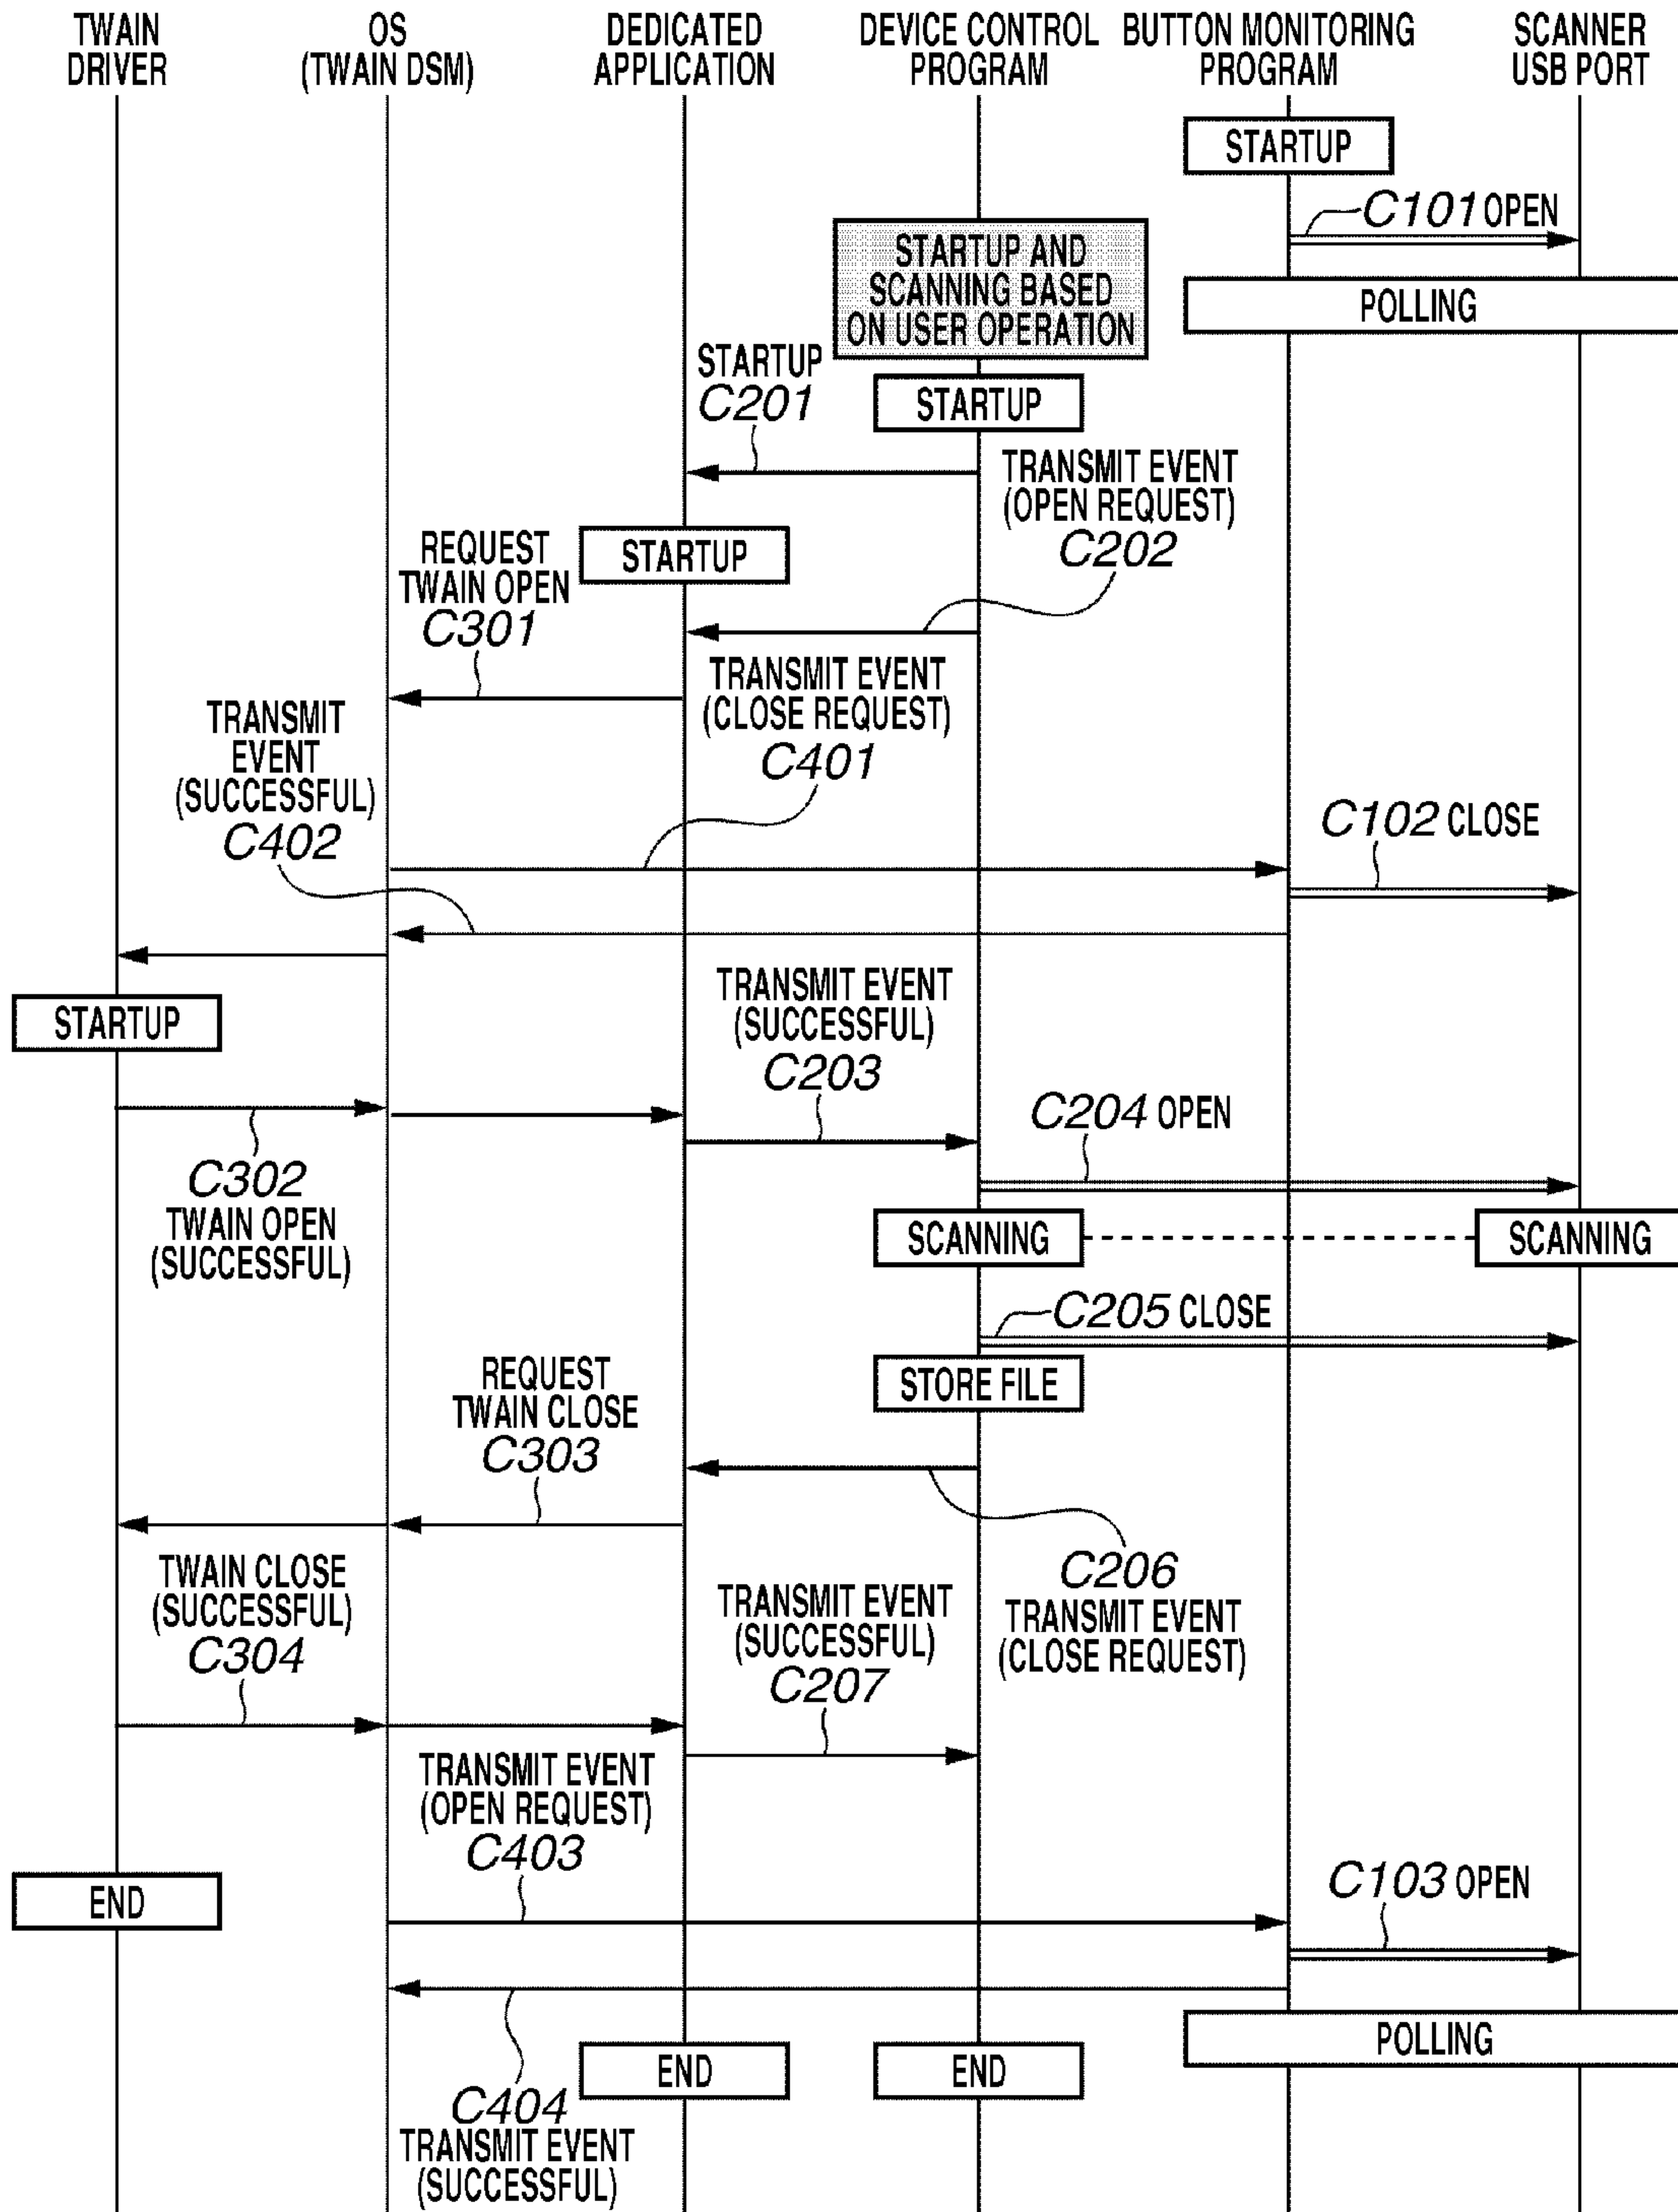 TWAIN
DRIVER
OS
(TWAIN DSM)
DEDICATED
APPLICATION
DEVICE CONTROL
PROGRAM
BUTTON MONITORING
PROGRAM
SCANNER
USB PORT
STARTUP
C101 OPEN
STARTUP AND
SCANNING BASED
ON USER OPERATION
POLLING
STARTUP
C201
STARTUP
TRANSMIT EVENT
(OPEN REQUEST)
C202
STARTUP
REQUEST
TWAIN OPEN
C301
TRANSMIT EVENT
(CLOSE REQUEST)
C401
TRANSMIT
EVENT
(SUCCESSFUL)
C402
C102 CLOSE
STARTUP
TRANSMIT EVENT
(SUCCESSFUL)
C203
C204 OPEN
C302
TWAIN OPEN
(SUCCESSFUL)
SCANNING
SCANNING
C205 CLOSE
STORE FILE
REQUEST
TWAIN CLOSE
C303
C206
TRANSMIT EVENT
(CLOSE REQUEST)
TWAIN CLOSE
(SUCCESSFUL)
C304
TRANSMIT EVENT
(SUCCESSFUL)
C207
TRANSMIT EVENT
(OPEN REQUEST)
C403
END
C103 OPEN
POLLING
END
END
C404
TRANSMIT EVENT
(SUCCESSFUL)